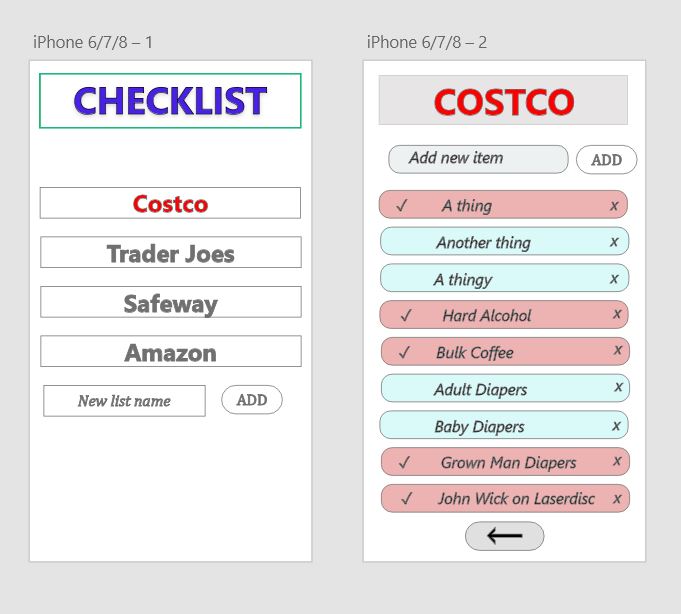 iPhone 6/7/8 – 1
CHECKLIST
Costco
Trader Joes
Safeway
Amazon
New list name ADD
iPhone 6/7/8 – 2
COSTCO
Add new item ADD
✓ A thing x
Another thing x
A thingy x
✓ Hard Alcohol x
✓ Bulk Coffee x
Adult Diapers x
Baby Diapers x
✓ Grown Man Diapers x
✓ John Wick on Laserdisc x
←